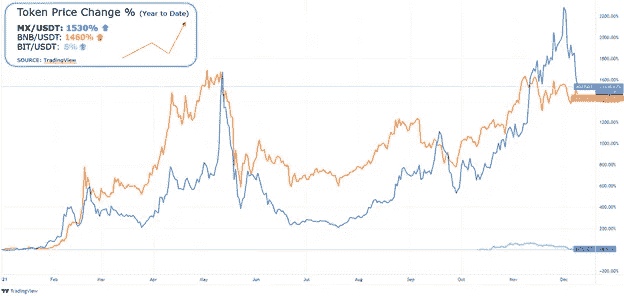 Token Price Change % (Year to Date)
MX/USDT: 1530% ⬆
BNB/USDT: 1480% ⬆
BIT/USDT: 8% ⬆
SOURCE: TradingView
2200.00%
2000.00%
1800.00%
1600.00%
1400.00%
1200.00%
1000.00%
800.00%
600.00%
400.00%
200.00%
21 Feb Mar Apr May Jun Jul Aug Sep Oct Nov Dec
TradingView